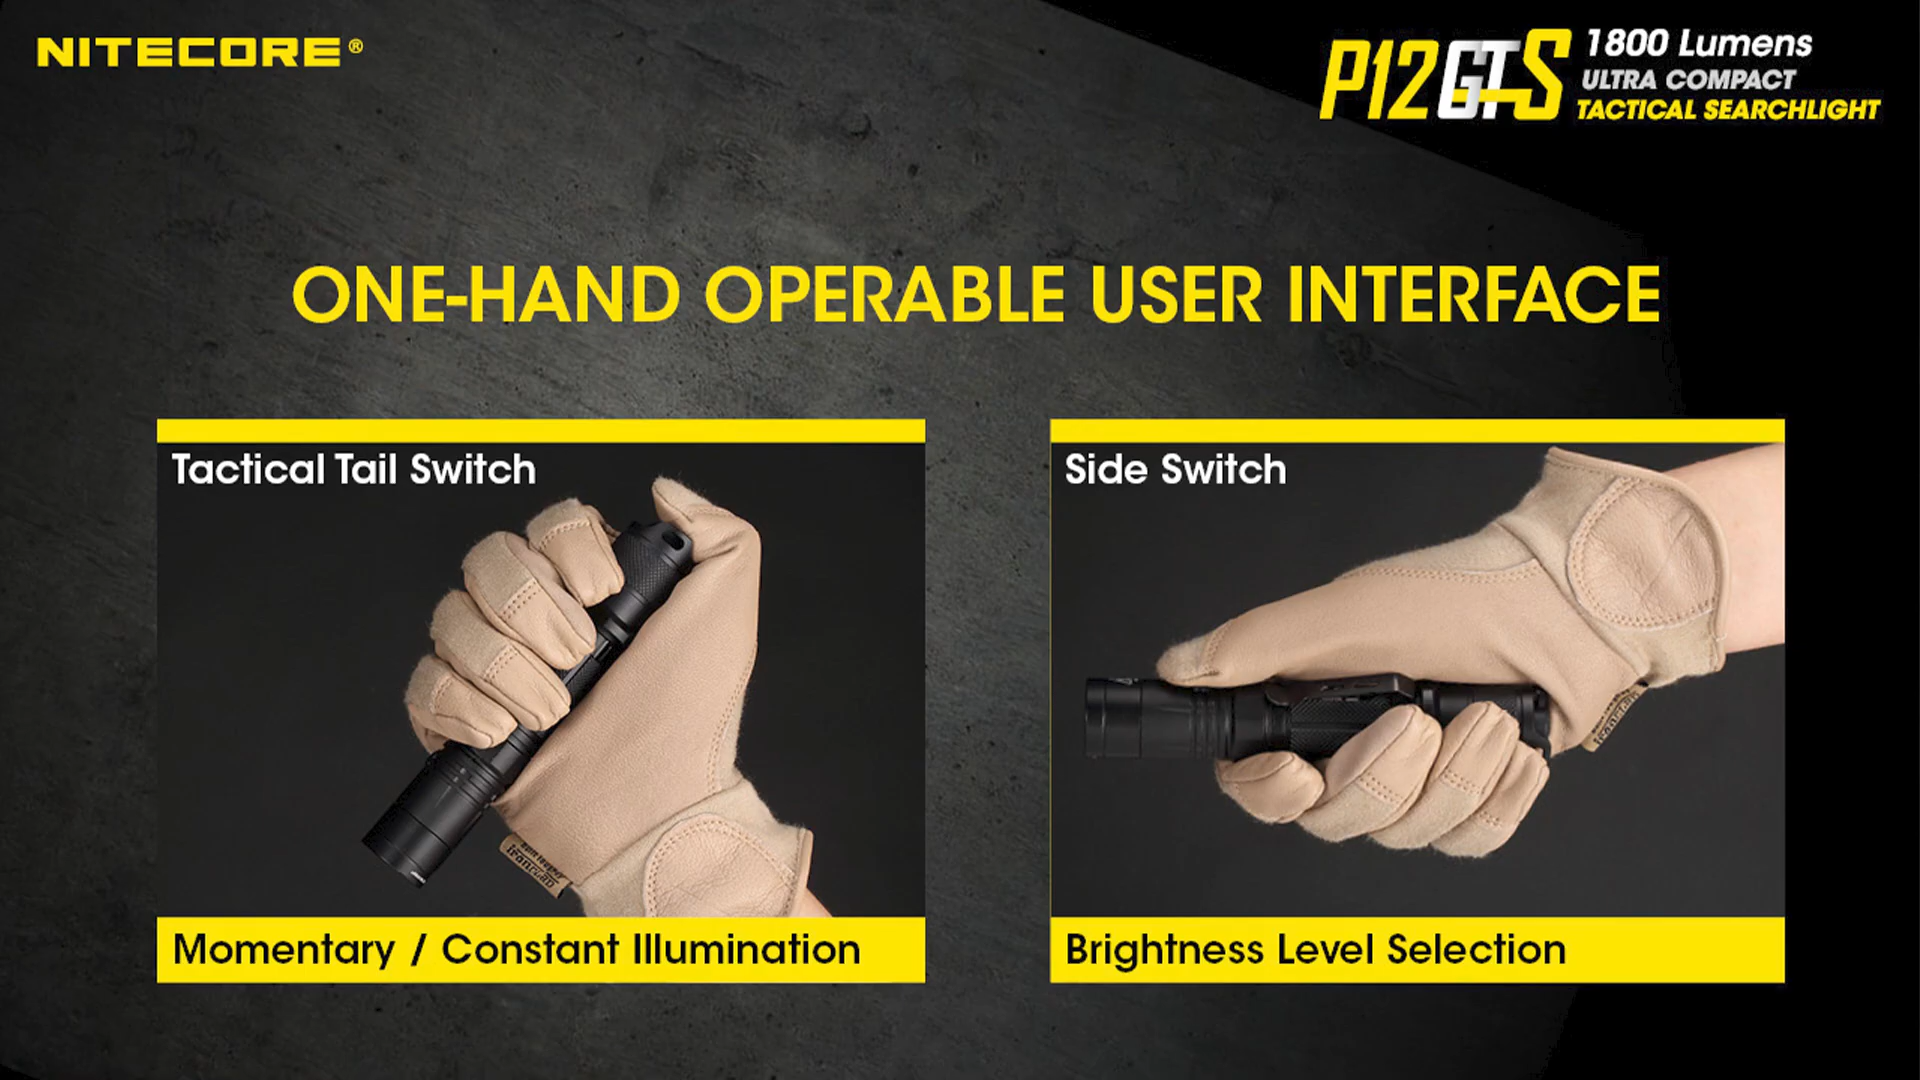 NITECORE®
P12GTS
1800 Lumens
ULTRA COMPACT
TACTICAL SEARCHLIGHT
ONE-HAND OPERABLE USER INTERFACE
Tactical Tail Switch
Momentary / Constant Illumination
Side Switch
Brightness Level Selection